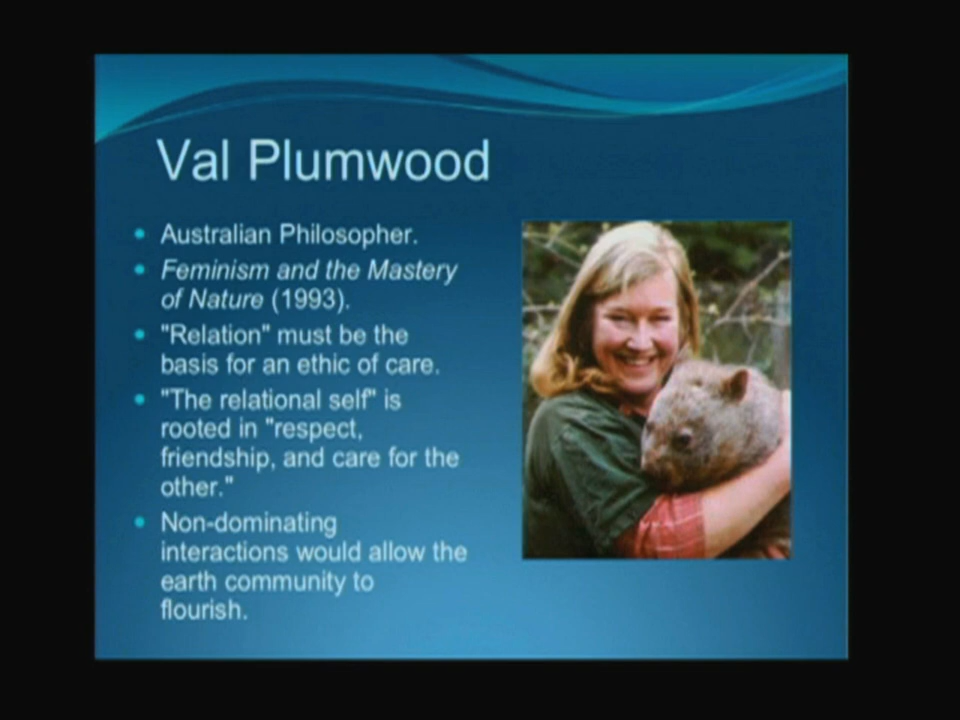 Val Plumwood
Australian Philosopher.
Feminism and the Mastery
of Nature (1993).
"Relation" must be the
basis for an ethic of care.
"The relational self" is
rooted in "respect,
friendship, and care for the
other."
Non-dominating
interactions would allow the
earth community to
flourish.